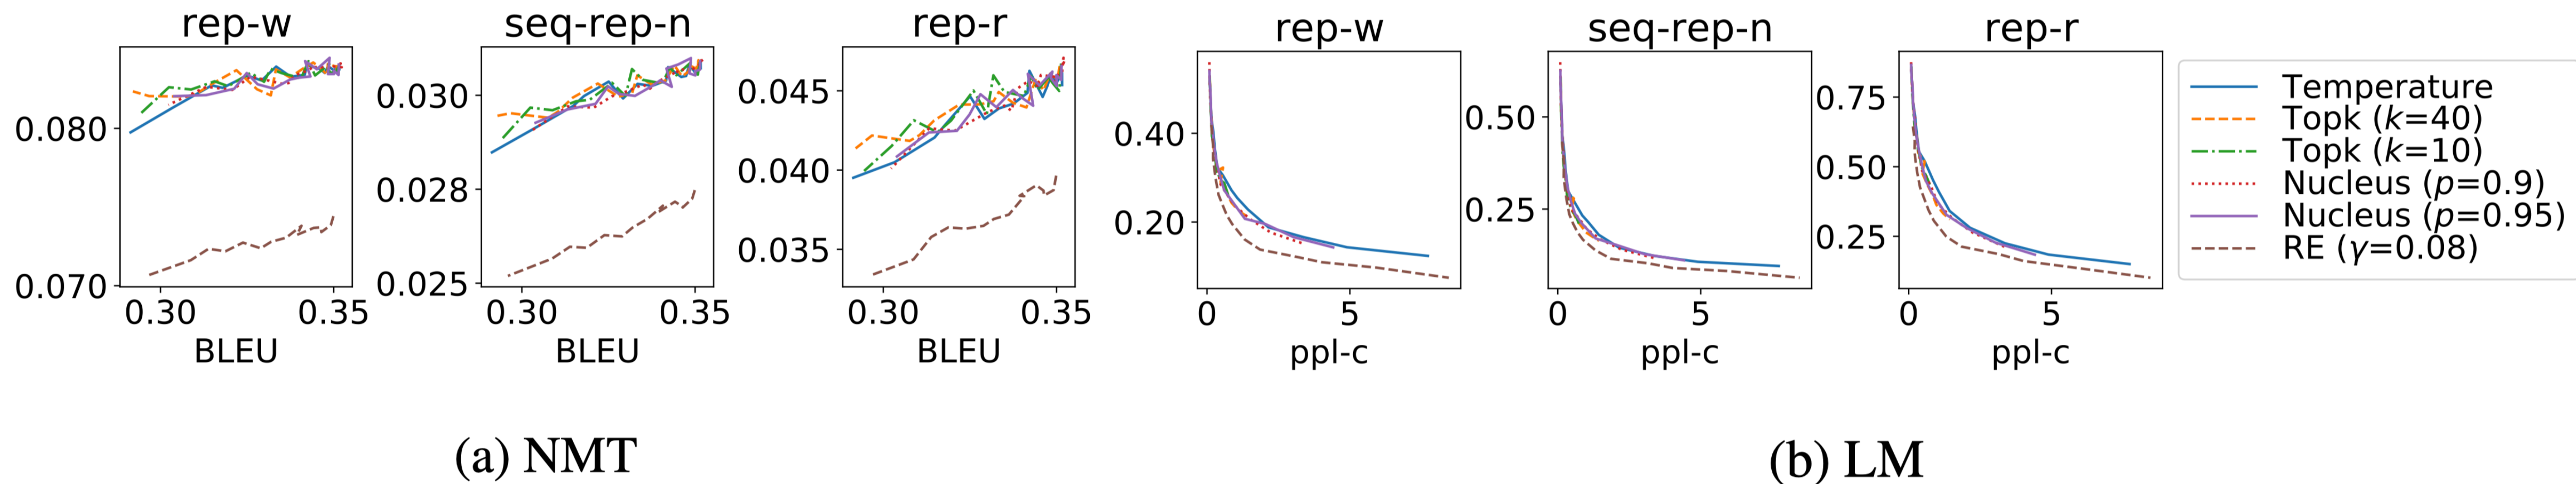 rep-w
0.080
0.070
0.30
0.35
BLEU
seq-rep-n
0.030
0.028
0.025
0.30
0.35
BLEU
rep-r
0.045
0.040
0.035
0.30
0.35
BLEU
(a) NMT
rep-w
0.40
0.20
0
5
ppl-c
seq-rep-n
0.50
0.25
0
5
ppl-c
rep-r
0.75
0.50
0.25
0
5
ppl-c
Temperature
Topk (k=40)
Topk (k=10)
Nucleus (p=0.9)
Nucleus (p=0.95)
RE (γ=0.08)
(b) LM